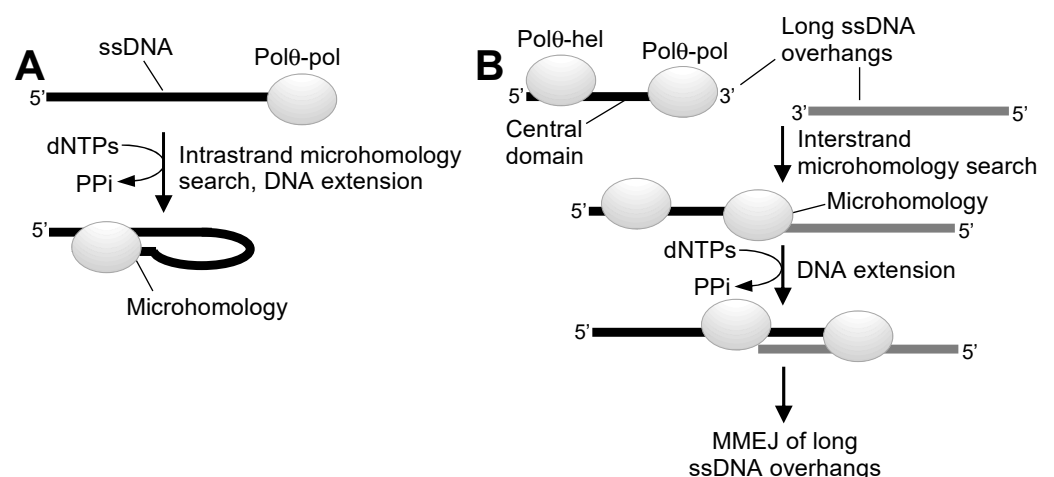 A
ssDNA
Polθ-pol
5’
dNTPs
PPi
Intrastrand microhomology
search, DNA extension
5’
Microhomology
B
Polθ-hel
Polθ-pol
Long ssDNA
overhangs
5’
3’
Central
domain
3’
5’
Interstrand
microhomology search
5’
Microhomology
5’
dNTPs
PPi
DNA extension
5’
5’
MMEJ of long
ssDNA overhangs